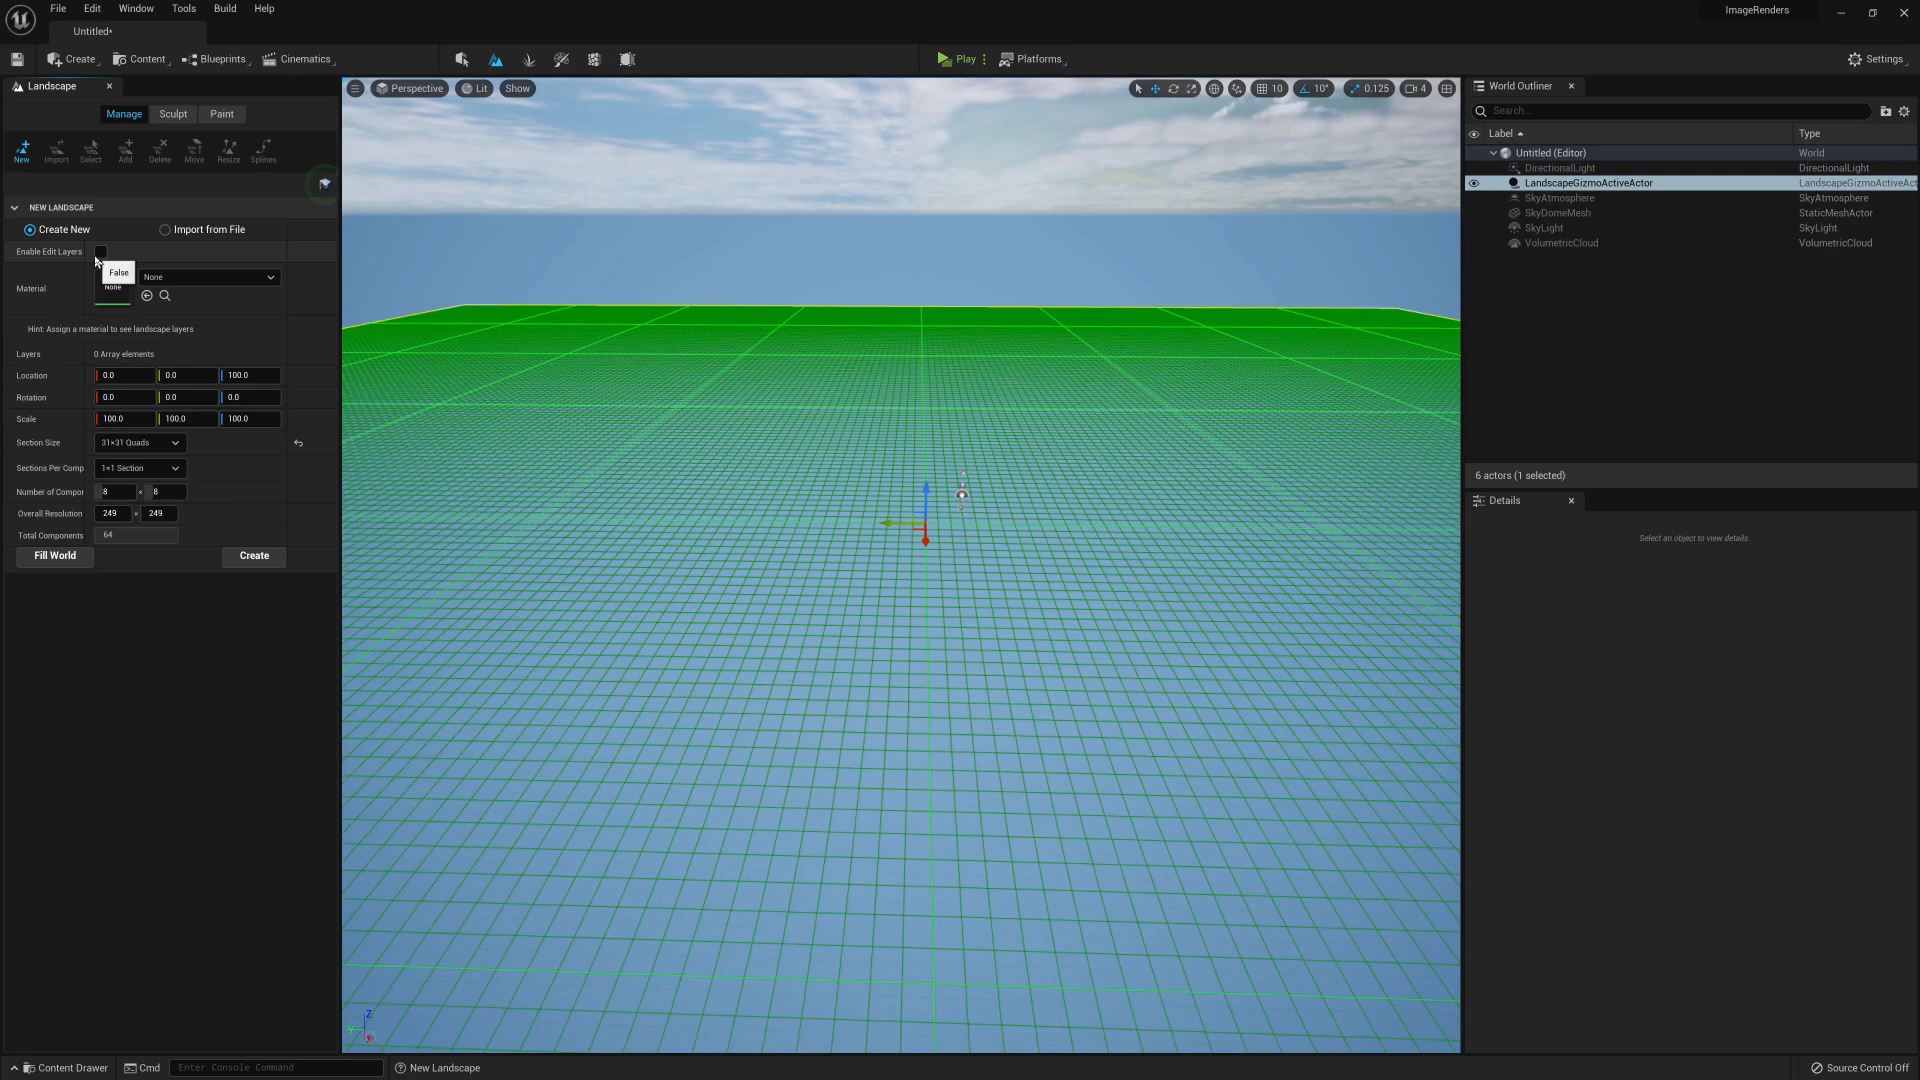 File Edit Window Tools Build Help
ImageRenders
Untitled*
Create Content Blueprints Cinematics
Play Platforms
Settings
Landscape
Manage Sculpt Paint
New Import Select Add Delete Move Resize Splines
NEW LANDSCAPE
Create New Import from File
Enable Edit Layers
False
Material None None
Hint: Assign a material to see landscape layers
Layers 0 Array elements
Location 0.0 0.0 100.0
Rotation 0.0 0.0 0.0
Scale 100.0 100.0 100.0
Section Size 31×31 Quads
Sections Per Comp 1×1 Section
Number of Compor 8 × 8
Overall Resolution 249 × 249
Total Components 64
Fill World Create
Perspective Lit Show
10 10° 0.125 4
Z
World Outliner
Search...
Label Type
Untitled (Editor) World
DirectionalLight DirectionalLight
LandscapeGizmoActiveActor LandscapeGizmoActiveAct
SkyAtmosphere SkyAtmosphere
SkyDomeMesh StaticMeshActor
SkyLight SkyLight
VolumetricCloud VolumetricCloud
6 actors (1 selected)
Details
Select an object to view details.
Content Drawer Cmd Enter Console Command New Landscape
Source Control Off